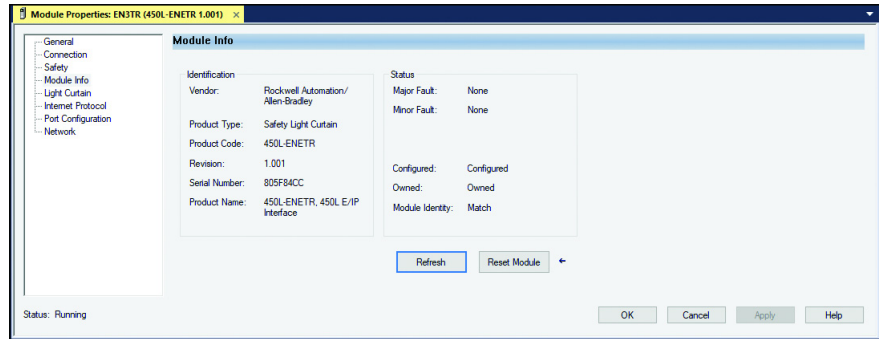 Module Properties: EN3TR (450L-ENETR 1.001) ×
General
Connection
Safety
Module Info
Light Curtain
Internet Protocol
Port Configuration
Network
Module Info
Identification
Vendor: Rockwell Automation/
Allen-Bradley
Product Type: Safety Light Curtain
Product Code: 450L-ENETR
Revision: 1.001
Serial Number: 805F84CC
Product Name: 450L-ENETR, 450L E/IP
Interface
Status
Major Fault: None
Minor Fault: None
Configured: Configured
Owned: Owned
Module Identity: Match
Refresh Reset Module ←
Status: Running
OK Cancel Apply Help